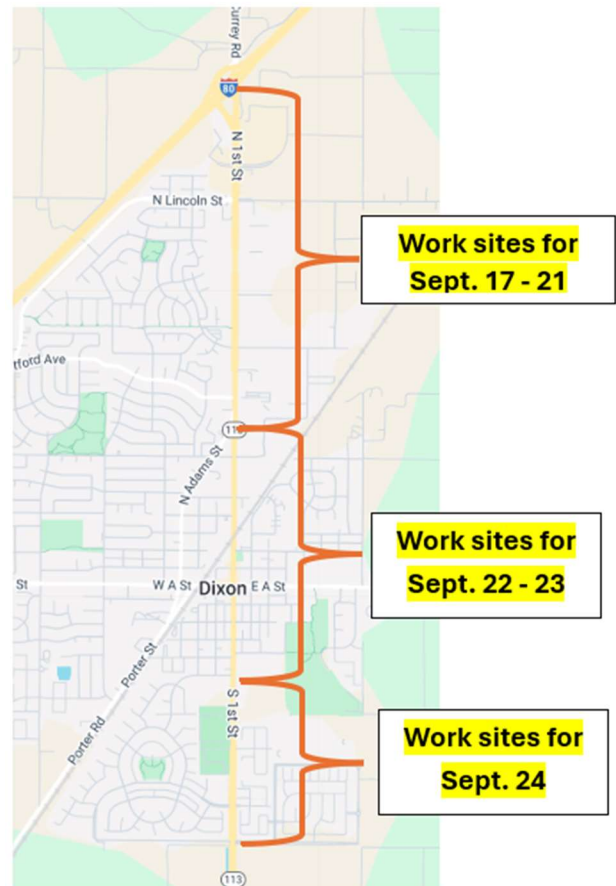 Currey Rd
80
N 1st St
N Lincoln St
Work sites for
Sept. 17 - 21
tford Ave
N Adams St
Work sites for
Sept. 22 - 23
St
W A St
Dixon
E A St
Porter St
S 1st St
Porter Rd
Work sites for
Sept. 24
113